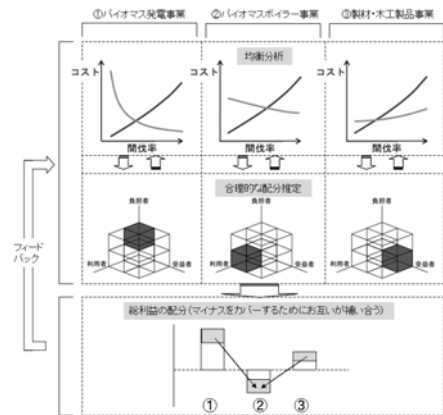 ①バイオマス発電事業
②バイオマスボイラー事業
③製材・木工製品事業
均衡分析
コスト
コスト
コスト
間伐率
間伐率
間伐率
合理的な配分推定
負担者
負担者
負担者
利用者
受益者
利用者
受益者
利用者
受益者
フィードバック
総利益の配分(マイナスをカバーするためにお互いが補い合う)
①
②
③